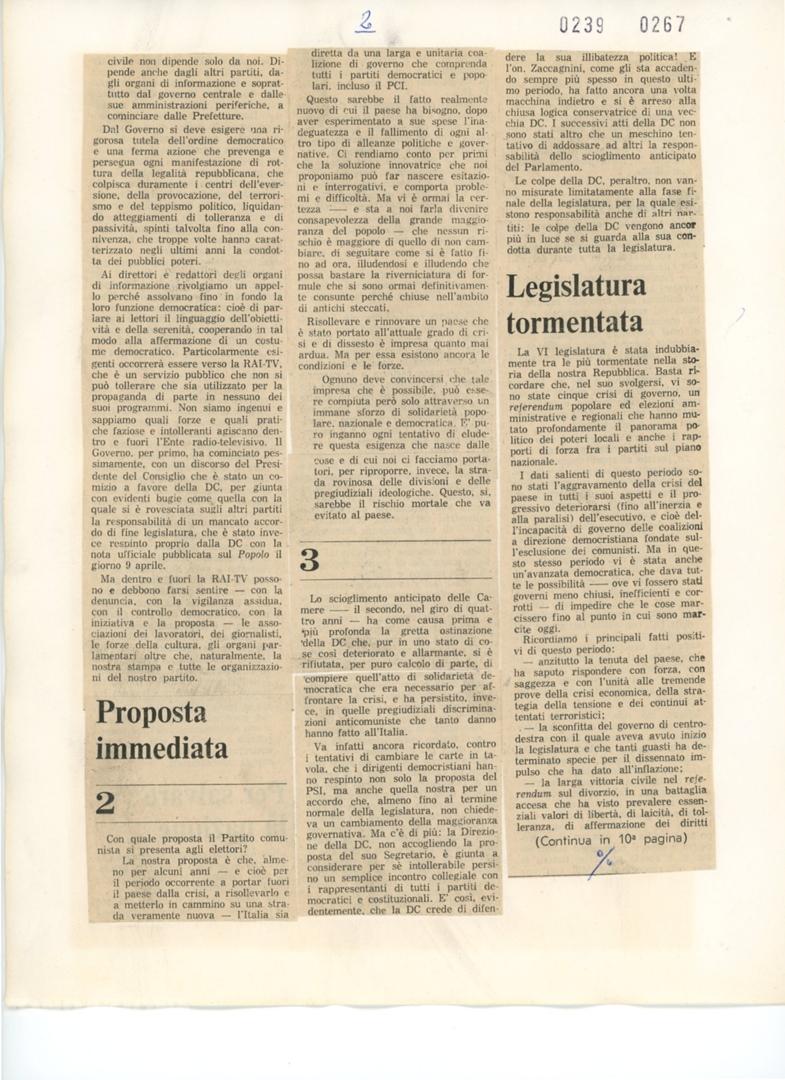 2
0239 0267
civile non dipende solo da noi. Di-
pende anche dagli altri partiti, da-
gli organi di informazione e soprat-
tutto dal governo centrale e dalle
sue amministrazioni periferiche, a
cominciare dalle Prefetture.
Dal Governo si deve esigere una ri-
gorosa tutela dell'ordine democratico
e una ferma azione che prevenga e
persegua ogni manifestazione di rot-
tura della legalità repubblicana, che
colpisca duramente i centri dell'ever-
sione, della provocazione, del terrori-
smo e del teppismo politico, liquidan-
do atteggiamenti di tolleranza e di
passività, spinti talvolta fino alla con-
nivenza, che troppe volte hanno carat-
terizzato negli ultimi anni la condot-
ta dei pubblici poteri.
Ai direttori e redattori degli organi
di informazione rivolgiamo un appel-
lo perché assolvano fino in fondo la
loro funzione democratica: cioè di par-
lare ai lettori il linguaggio dell'obietti-
vità e della serenità, cooperando in tal
modo alla affermazione di un costu-
me democratico. Particolarmente esi-
genti occorrerà essere verso la RAI-TV,
che è un servizio pubblico che non si
può tollerare che sia utilizzato per la
propaganda di parte in nessuno dei
suoi programmi. Non siamo ingenui e
sappiamo quali forze e quali prati-
che faziose e intolleranti agiscano den-
tro e fuori l'Ente radio-televisivo. Il
Governo, per primo, ha cominciato pes-
simamente, con un discorso del Presi-
dente del Consiglio che è stato un co-
mizio a favore della DC, per giunta
con evidenti bugie come quella con la
quale si è rovesciata sugli altri partiti
la responsabilità di un mancato accor-
do di fine legislatura, che è stato inve-
ce respinto proprio dalla DC con la
nota ufficiale pubblicata sul Popolo il
giorno 9 aprile.
Ma dentro e fuori la RAI-TV posso-
no e debbono farsi sentire — con la
denuncia, con la vigilanza assidua,
con il controllo democratico, con la
iniziativa e la proposta — le asso-
ciazioni dei lavoratori, dei giornalisti,
le forze della cultura, gli organi par-
lamentari oltre che, naturalmente, la
nostra stampa e tutte le organizzazio-
ni del nostro partito.
Proposta
immediata
2
Con quale proposta il Partito comu-
nista si presenta agli elettori?
La nostra proposta è che, alme-
no per alcuni anni — e cioè per
il periodo occorrente a portar fuori
il paese dalla crisi, a risollevarlo e
a metterlo in cammino su una stra-
da veramente nuova — l'Italia sia
diretta da una larga e unitaria coa-
lizione di governo che comprenda
tutti i partiti democratici e popo-
lari, incluso il PCI.
Questo sarebbe il fatto realmente
nuovo di cui il paese ha bisogno, dopo
aver esperimentato a sue spese l'ina-
deguatezza e il fallimento di ogni al-
tro tipo di alleanze politiche e gover-
native. Ci rendiamo conto per primi
che la soluzione innovatrice che noi
proponiamo può far nascere esitazio-
ni e interrogativi, e comporta proble-
mi e difficoltà. Ma vi è ormai la cer-
tezza — e sta a noi farla divenire
consapevolezza della grande maggio-
ranza del popolo — che nessun ri-
schio è maggiore di quello di non cam-
biare, di seguitare come si è fatto fi-
no ad ora, illudendosi e illudendo che
possa bastare la riverniciatura di for-
mule che si sono ormai definitivamen-
te consunte perché chiuse nell'ambito
di antichi steccati.
Risollevare e rinnovare un paese che
è stato portato all'attuale grado di cri-
si e di dissesto è impresa quanto mai
ardua. Ma per essa esistono ancora le
condizioni e le forze.
Ognuno deve convincersi che tale
impresa che è possibile, può esse-
re compiuta però solo attraverso un
immane sforzo di solidarietà popo-
lare, nazionale e democratica. E' pu-
ro inganno ogni tentativo di elude-
re questa esigenza che nasce dalle
cose e di cui noi ci facciamo porta-
tori, per riproporre, invece, la stra-
da rovinosa delle divisioni e delle
pregiudiziali ideologiche. Questo, sì,
sarebbe il rischio mortale che va
evitato al paese.
3
Lo scioglimento anticipato delle Ca-
mere — il secondo, nel giro di quat-
tro anni — ha come causa prima e
più profonda la gretta ostinazione
della DC che, pur in uno stato di co-
se così deteriorato e allarmante, si è
rifiutata, per puro calcolo di parte, di
compiere quell'atto di solidarietà de-
mocratica che era necessario per af-
frontare la crisi, e ha persistito, inve-
ce, in quelle pregiudiziali discrimina-
zioni anticomuniste che tanto danno
hanno fatto all'Italia.
Va infatti ancora ricordato, contro
i tentativi di cambiare le carte in ta-
vola, che i dirigenti democristiani han-
no respinto non solo la proposta del
PSI, ma anche quella nostra per un
accordo che, almeno fino al termine
normale della legislatura, non chiede-
va un cambiamento della maggioranza
governativa. Ma c'è di più: la Direzio-
ne della DC, non accogliendo la pro-
posta del suo Segretario, è giunta a
considerare per sè intollerabile persi-
no un semplice incontro collegiale con
i rappresentanti di tutti i partiti de-
mocratici e costituzionali. E' così, evi-
dentemente, che la DC crede di difen-
dere la sua illibatezza politica! E
l'on. Zaccagnini, come gli sta accaden-
do sempre più spesso in questo ulti-
mo periodo, ha fatto ancora una volta
macchina indietro e si è arreso alla
chiusa logica conservatrice di una vec-
chia DC. I successivi atti della DC non
sono stati altro che un meschino ten-
tativo di addossare ad altri la respon-
sabilità dello scioglimento anticipato
del Parlamento.
Le colpe della DC, peraltro, non van-
no misurate limitatamente alla fase fi-
nale della legislatura, per la quale esi-
stono responsabilità anche di altri par-
titi: le colpe della DC vengono ancor
più in luce se si guarda alla sua con-
dotta durante tutta la legislatura.
Legislatura
tormentata
La VI legislatura è stata indubbia-
mente tra le più tormentate nella sto-
ria della nostra Repubblica. Basta ri-
cordare che, nel suo svolgersi, vi so-
no state cinque crisi di governo, un
referendum popolare ed elezioni am-
ministrative e regionali che hanno mu-
tato profondamente il panorama po-
litico dei poteri locali e anche i rap-
porti di forza fra i partiti sul piano
nazionale.
I dati salienti di questo periodo so-
no stati l'aggravamento della crisi del
paese in tutti i suoi aspetti e il pro-
gressivo deteriorarsi (fino all'inerzia e
alla paralisi) dell'esecutivo, e cioè del-
l'incapacità di governo delle coalizioni
a direzione democristiana fondate sul-
l'esclusione dei comunisti. Ma in que-
sto stesso periodo vi è stata anche
un'avanzata democratica, che dava tut-
te le possibilità — ove vi fossero stati
governi meno chiusi, inefficienti e cor-
rotti — di impedire che le cose mar-
cissero fino al punto in cui sono mar-
cite oggi.
Ricordiamo i principali fatti positi-
vi di questo periodo:
— anzitutto la tenuta del paese, che
ha saputo rispondere con forza, con
saggezza e con l'unità alle tremende
prove della crisi economica, della stra-
tegia della tensione e dei continui at-
tentati terroristici;
— la sconfitta del governo di centro-
destra con il quale aveva avuto inizio
la legislatura e che tanti guasti ha de-
terminato specie per il dissennato im-
pulso che ha dato all'inflazione;
— la larga vittoria civile nel refe-
rendum sul divorzio, in una battaglia
accesa che ha visto prevalere essen-
ziali valori di libertà, di laicità, di tol-
leranza, di affermazione dei diritti
(Continua in 10ª pagina)
%